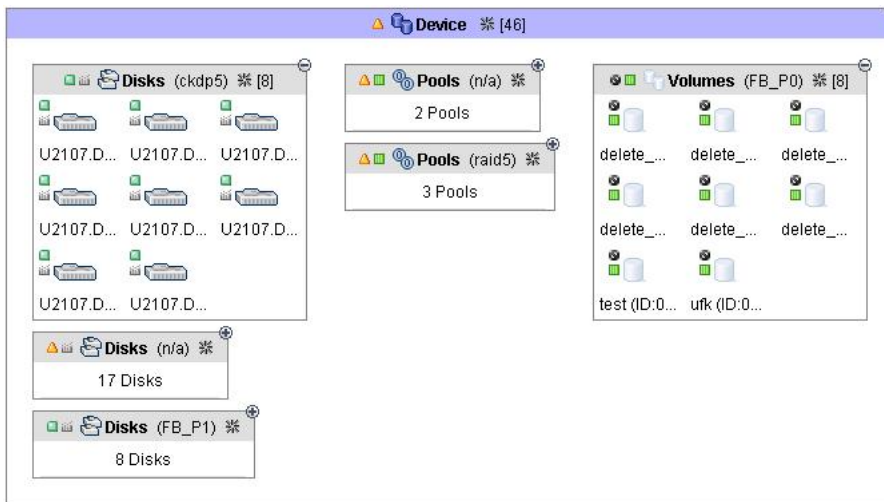 Device [46]
Disks (ckdp5) [8]
U2107.D... U2107.D... U2107.D...
U2107.D... U2107.D... U2107.D...
U2107.D... U2107.D...
Disks (n/a)
17 Disks
Disks (FB_P1)
8 Disks
Pools (n/a)
2 Pools
Pools (raid5)
3 Pools
Volumes (FB_P0) [8]
delete_... delete_... delete_...
delete_... delete_... delete_...
test (ID:0... ufk (ID:0...